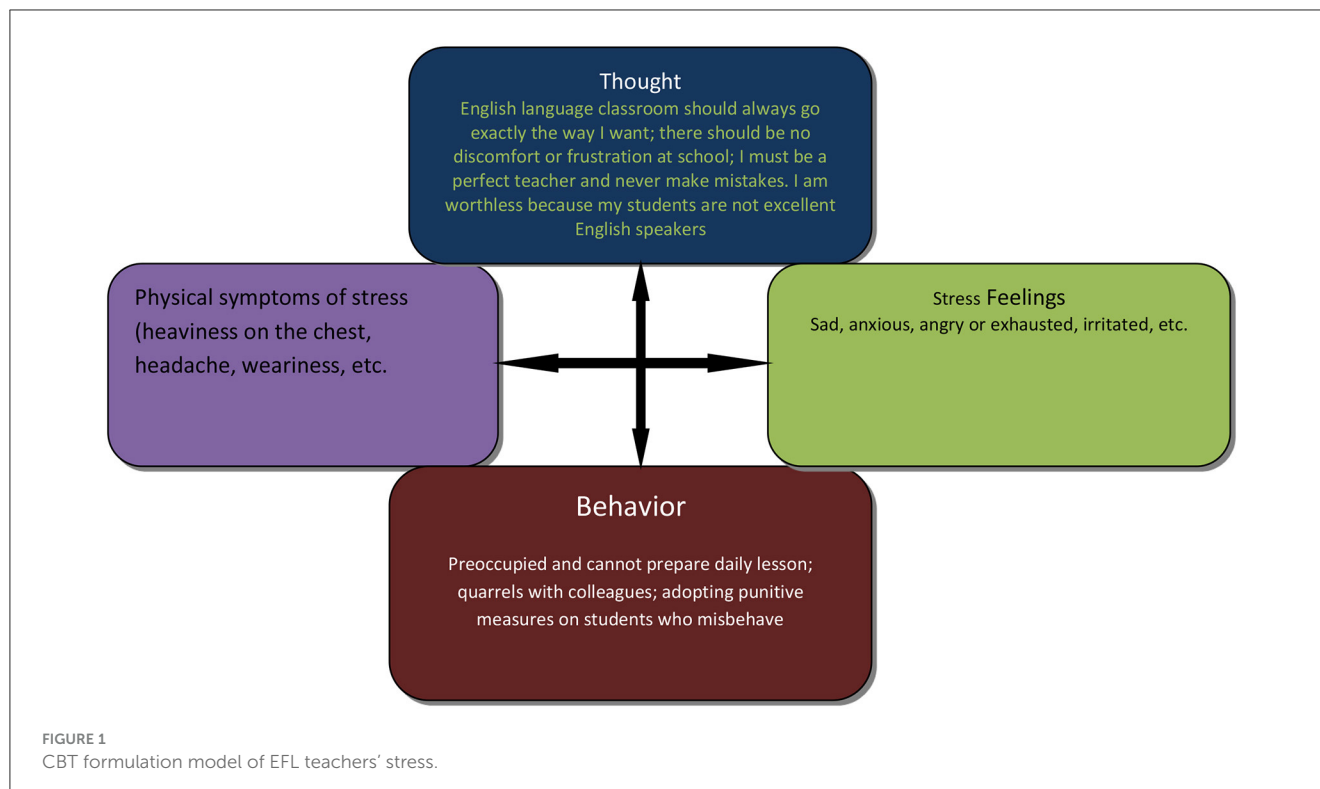 Thought
English language classroom should always go
exactly the way I want; there should be no
discomfort or frustration at school; I must be a
perfect teacher and never make mistakes. I am
worthless because my students are not excellent
English speakers
Physical symptoms of stress
(heaviness on the chest,
headache, weariness, etc.
Stress Feelings
Sad, anxious, angry or exhausted, irritated, etc.
Behavior
Preoccupied and cannot prepare daily lesson;
quarrels with colleagues; adopting punitive
measures on students who misbehave
FIGURE 1
CBT formulation model of EFL teachers’ stress.